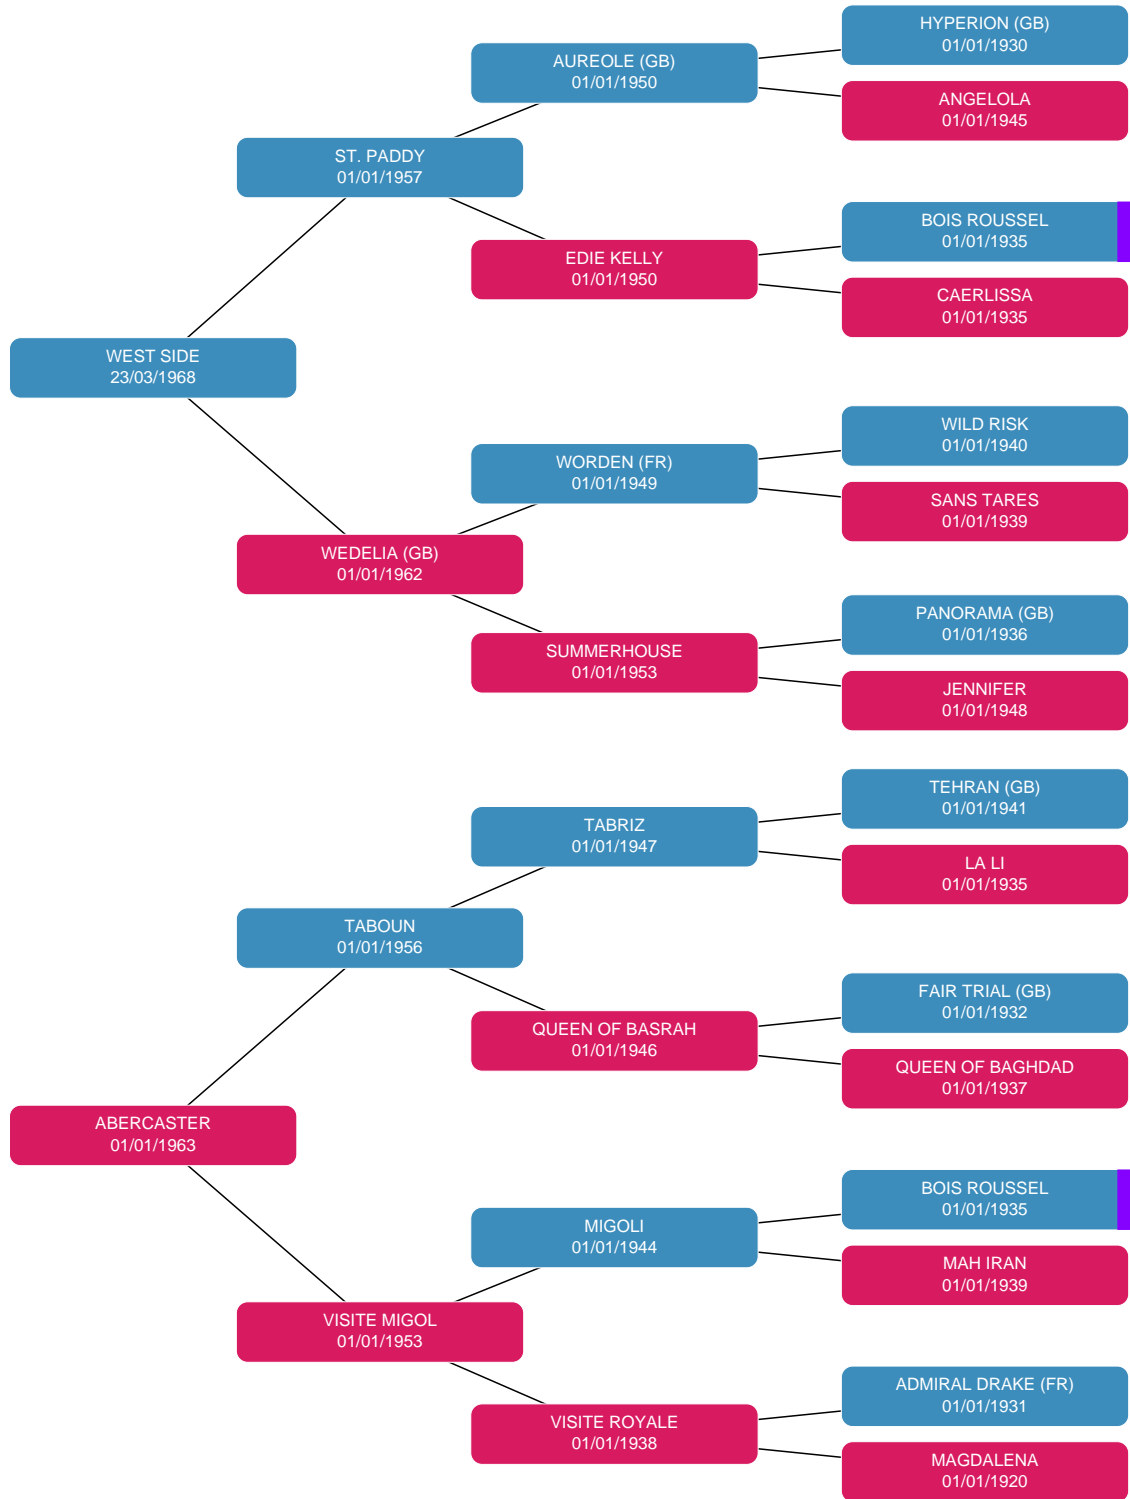 HYPERION (GB)
01/01/1930
AUREOLE (GB)
01/01/1950
ANGELOLA
01/01/1945
ST. PADDY
01/01/1957
BOIS ROUSSEL
01/01/1935
EDIE KELLY
01/01/1950
CAERLISSA
01/01/1935
WEST SIDE
23/03/1968
WILD RISK
01/01/1940
WORDEN (FR)
01/01/1949
SANS TARES
01/01/1939
WEDELIA (GB)
01/01/1962
PANORAMA (GB)
01/01/1936
SUMMERHOUSE
01/01/1953
JENNIFER
01/01/1948
TEHRAN (GB)
01/01/1941
TABRIZ
01/01/1947
LA LI
01/01/1935
TABOUN
01/01/1956
FAIR TRIAL (GB)
01/01/1932
QUEEN OF BASRAH
01/01/1946
QUEEN OF BAGHDAD
01/01/1937
ABERCASTER
01/01/1963
BOIS ROUSSEL
01/01/1935
MIGOLI
01/01/1944
MAH IRAN
01/01/1939
VISITE MIGOL
01/01/1953
ADMIRAL DRAKE (FR)
01/01/1931
VISITE ROYALE
01/01/1938
MAGDALENA
01/01/1920